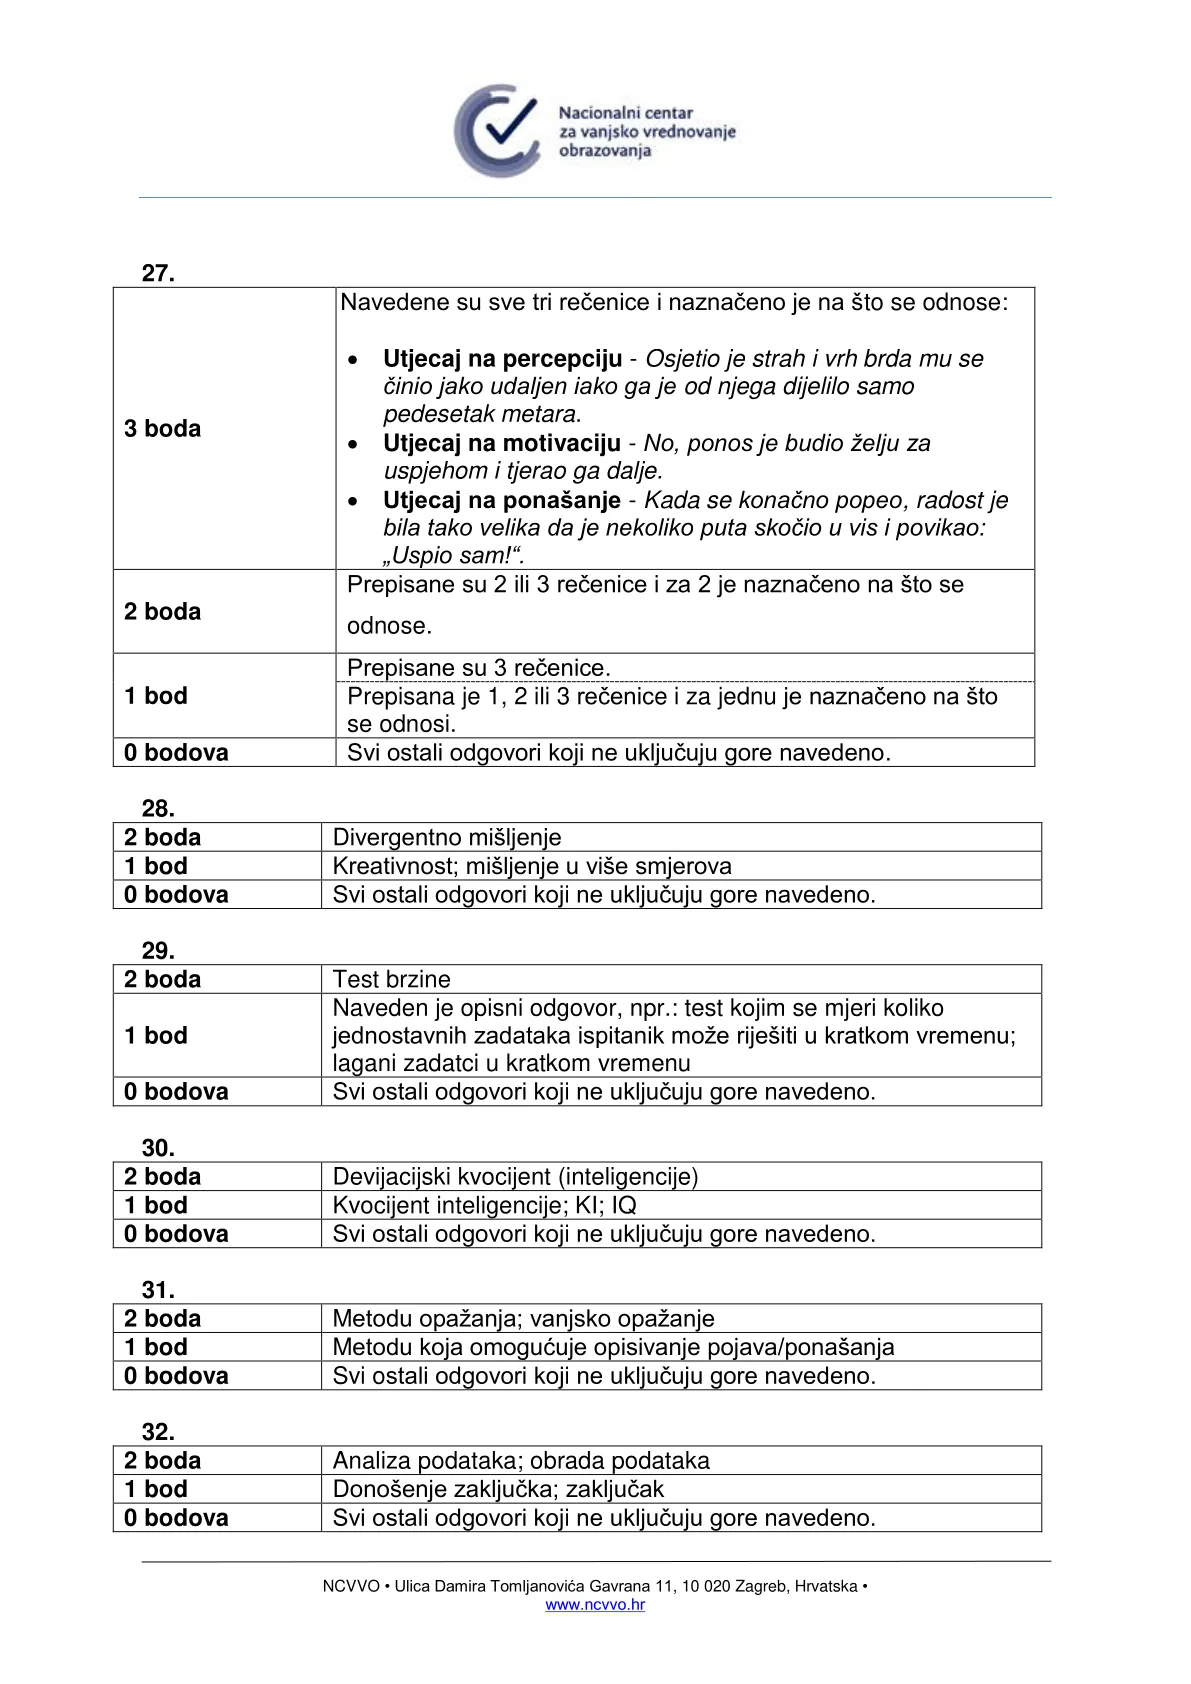 Nacionalni centar
za vanjsko vrednovanje
obrazovanja
27.
3 boda
Navedene su sve tri rečenice i naznačeno je na što se odnose:
• Utjecaj na percepciju - Osjetio je strah i vrh brda mu se
činio jako udaljen iako ga je od njega dijelilo samo
pedesetak metara.
• Utjecaj na motivaciju - No, ponos je budio želju za
uspjehom i tjerao ga dalje.
• Utjecaj na ponašanje - Kada se konačno popeo, radost je
bila tako velika da je nekoliko puta skočio u vis i povikao:
„Uspio sam!“.
2 boda
Prepisane su 2 ili 3 rečenice i za 2 je naznačeno na što se
odnose.
1 bod
Prepisane su 3 rečenice.
Prepisana je 1, 2 ili 3 rečenice i za jednu je naznačeno na što
se odnosi.
0 bodova Svi ostali odgovori koji ne uključuju gore navedeno.
28.
2 boda Divergentno mišljenje
1 bod Kreativnost; mišljenje u više smjerova
0 bodova Svi ostali odgovori koji ne uključuju gore navedeno.
29.
2 boda Test brzine
1 bod
Naveden je opisni odgovor, npr.: test kojim se mjeri koliko
jednostavnih zadataka ispitanik može riješiti u kratkom vremenu;
lagani zadatci u kratkom vremenu
0 bodova Svi ostali odgovori koji ne uključuju gore navedeno.
30.
2 boda Devijacijski kvocijent (inteligencije)
1 bod Kvocijent inteligencije; KI; IQ
0 bodova Svi ostali odgovori koji ne uključuju gore navedeno.
31.
2 boda Metodu opažanja; vanjsko opažanje
1 bod Metodu koja omogućuje opisivanje pojava/ponašanja
0 bodova Svi ostali odgovori koji ne uključuju gore navedeno.
32.
2 boda Analiza podataka; obrada podataka
1 bod Donošenje zaključka; zaključak
0 bodova Svi ostali odgovori koji ne uključuju gore navedeno.
NCVVO • Ulica Damira Tomljanovića Gavrana 11, 10 020 Zagreb, Hrvatska •
www.ncvvo.hr